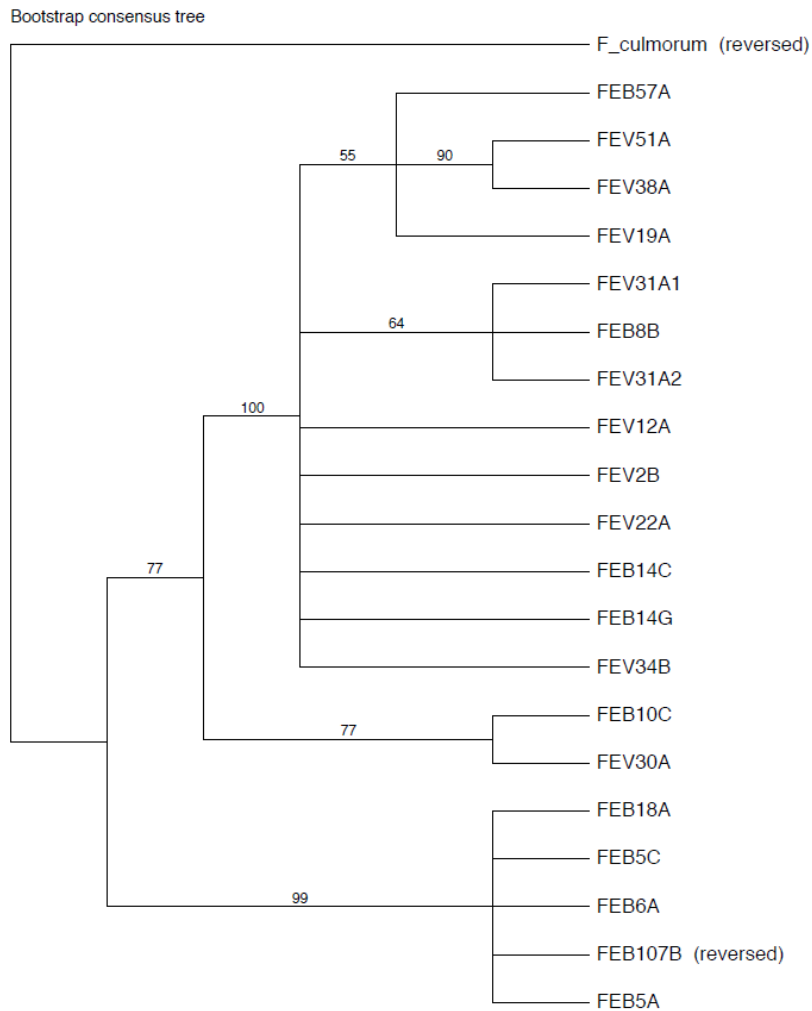 Bootstrap consensus tree
F_culmorum (reversed)
FEB57A
55
90
FEV51A
FEV38A
FEV19A
FEV31A1
64
FEB8B
FEV31A2
100
FEV12A
FEV2B
FEV22A
77
FEB14C
FEB14G
FEV34B
FEB10C
77
FEV30A
FEB18A
FEB5C
99
FEB6A
FEB107B (reversed)
FEB5A